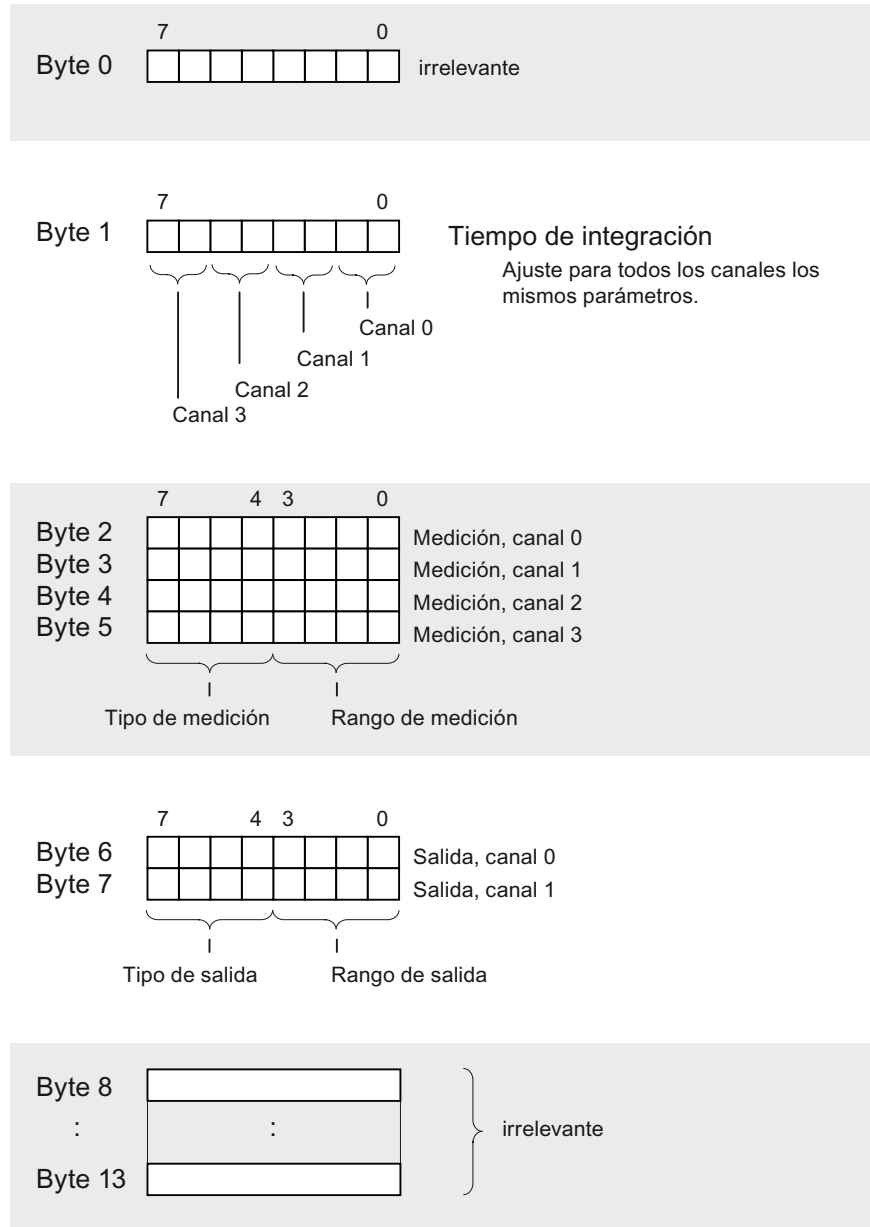 7 0
Byte 0 irrelevante
7 0
Byte 1 Tiempo de integración
Ajuste para todos los canales los
mismos parámetros.
Canal 0
Canal 1
Canal 2
Canal 3
7 4 3 0
Byte 2 Medición, canal 0
Byte 3 Medición, canal 1
Byte 4 Medición, canal 2
Byte 5 Medición, canal 3
Tipo de medición Rango de medición
7 4 3 0
Byte 6 Salida, canal 0
Byte 7 Salida, canal 1
Tipo de salida Rango de salida
Byte 8
: : irrelevante
Byte 13